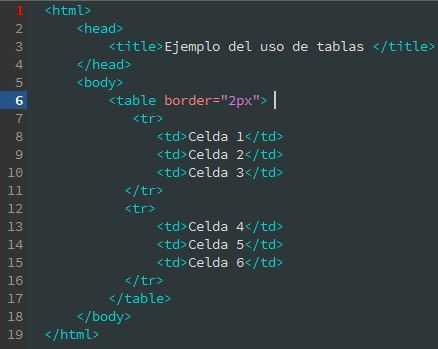 1 <html>
2 <head>
3 <title>Ejemplo del uso de tablas </title>
4 </head>
5 <body>
6 <table border="2px">
7 <tr>
8 <td>Celda 1</td>
9 <td>Celda 2</td>
10 <td>Celda 3</td>
11 </tr>
12 <tr>
13 <td>Celda 4</td>
14 <td>Celda 5</td>
15 <td>Celda 6</td>
16 </tr>
17 </table>
18 </body>
19 </html>